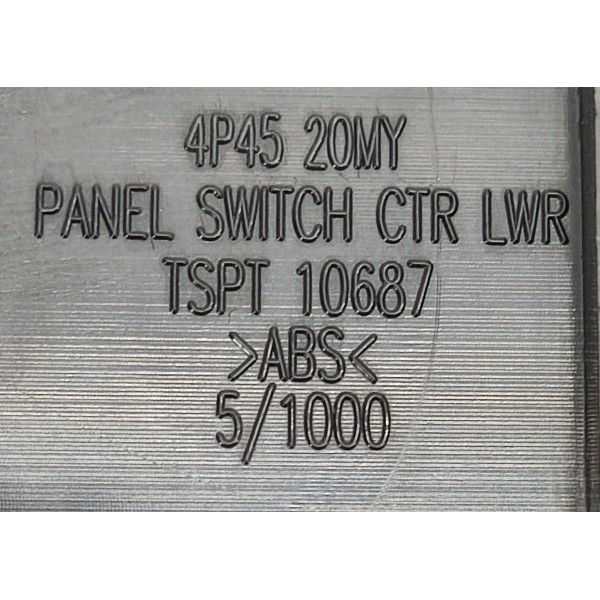 4P45 20MY
PANEL SWITCH CTR LWR
TSPT 10687
>ABS<
5/1000